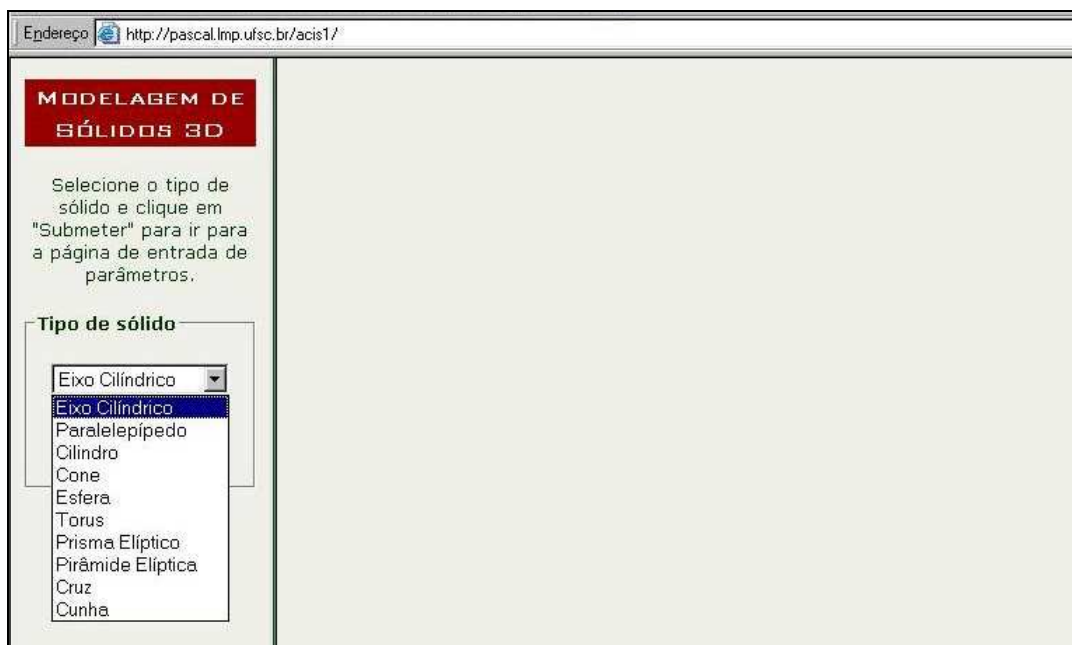 Endereço http://pascal.lmp.ufsc.br/acis1/
MODELAGEM DE
SÓLIDOS 3D
Selecione o tipo de
sólido e clique em
"Submeter" para ir para
a página de entrada de
parâmetros.
Tipo de sólido
Eixo Cilíndrico
Eixo Cilíndrico
Paralelepípedo
Cilindro
Cone
Esfera
Torus
Prisma Elíptico
Pirâmide Elíptica
Cruz
Cunha